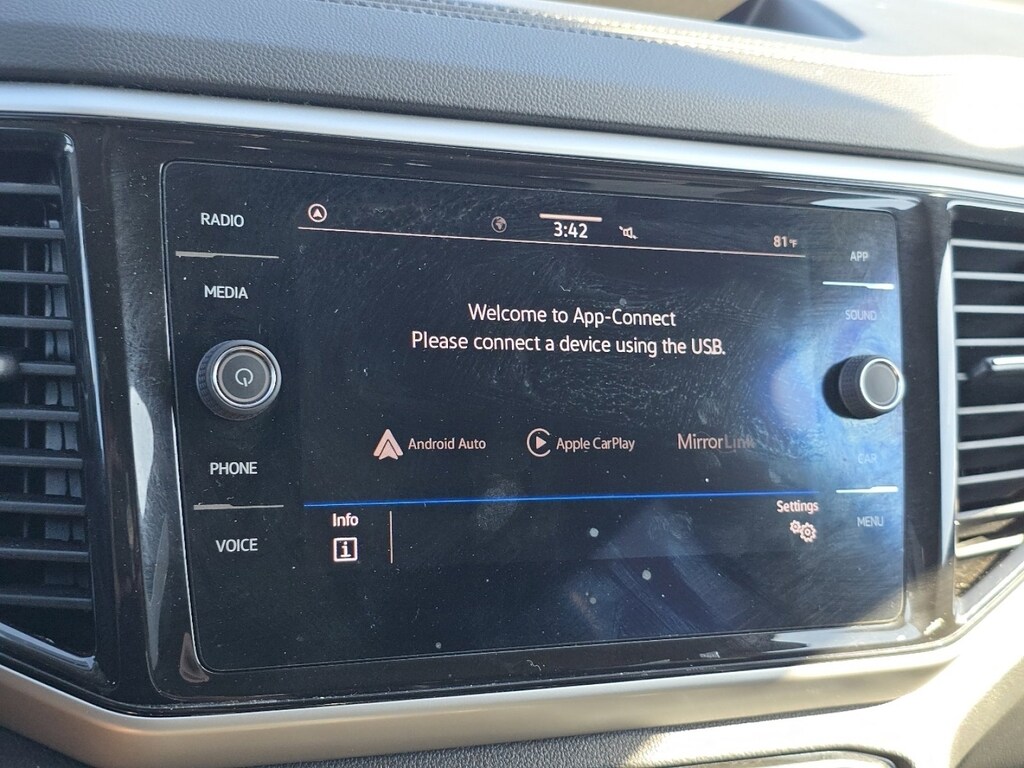 RADIO
MEDIA
PHONE
VOICE
3:42
81°F
Welcome to App-Connect
Please connect a device using the USB.
Android Auto
Apple CarPlay
MirrorLink
Info
i
Settings
APP
SOUND
CAR
MENU